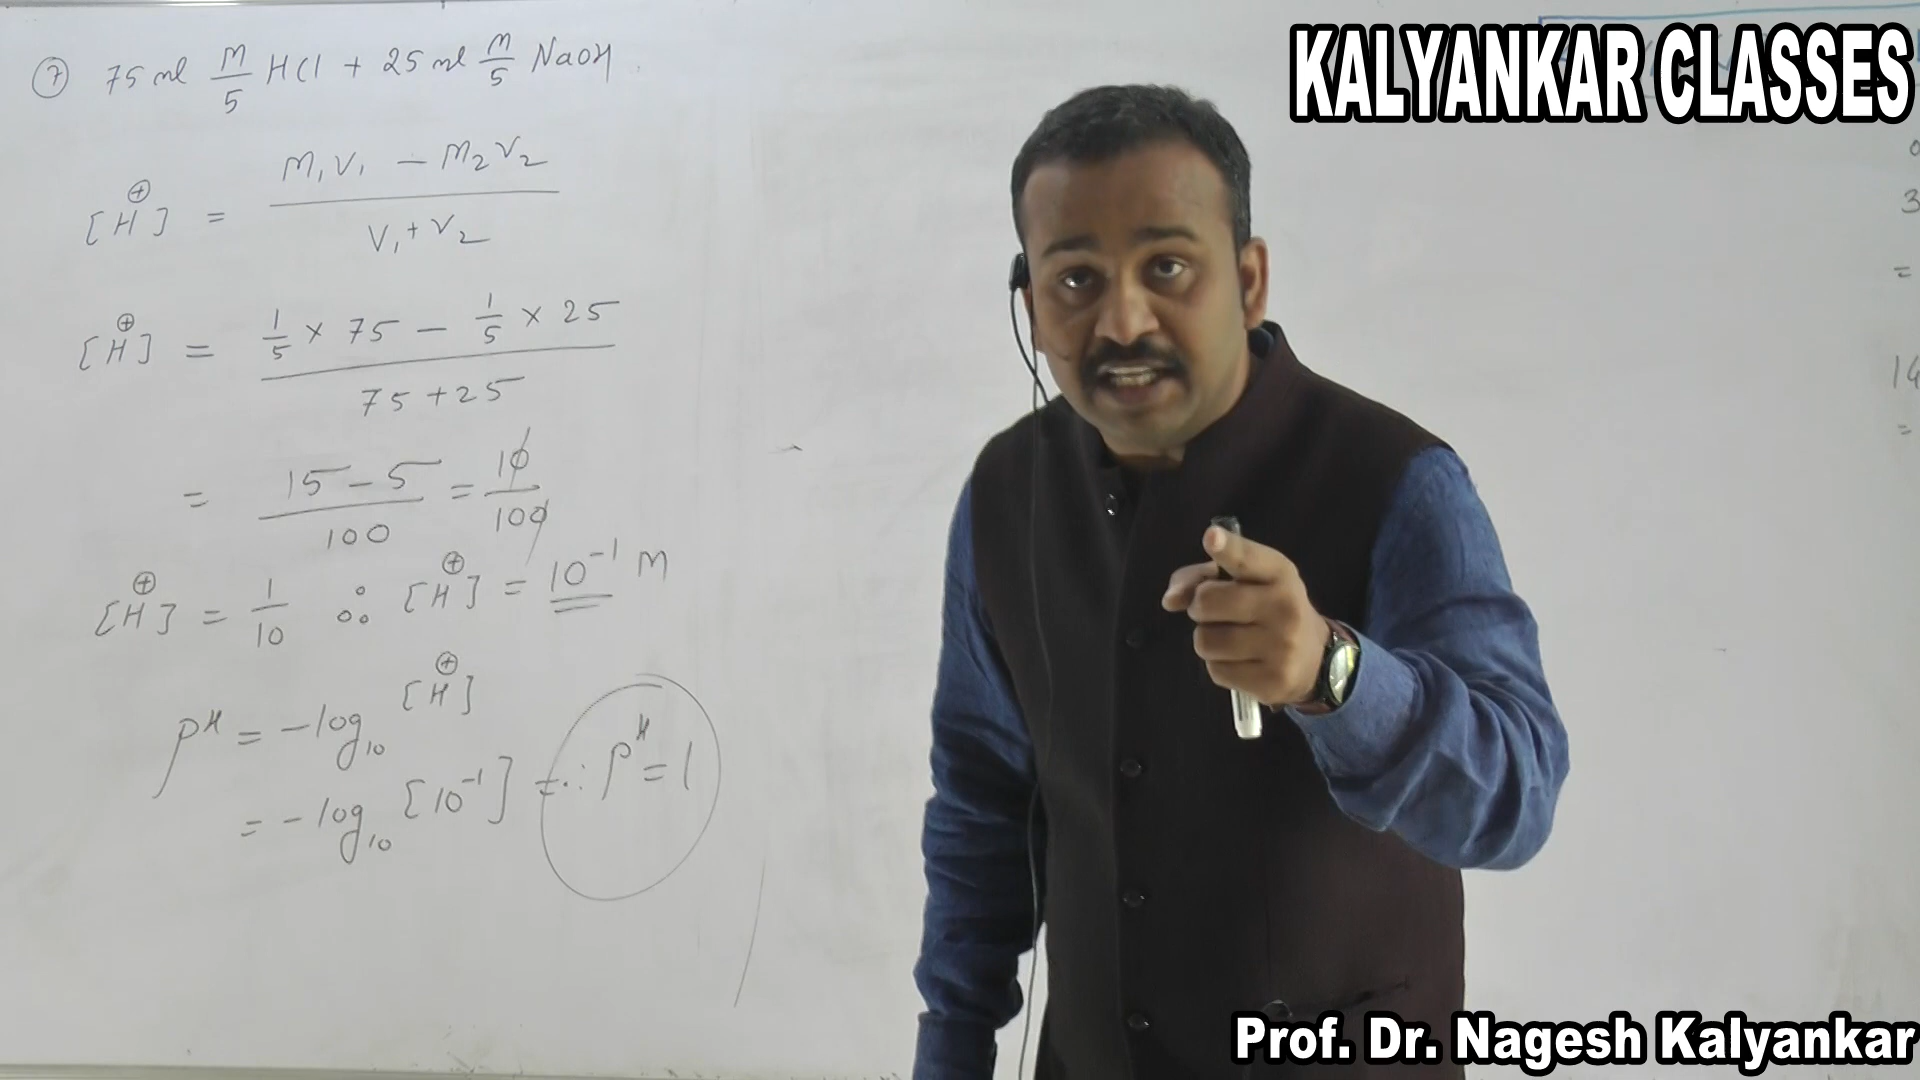 KALYANKAR CLASSES
⑦ 75 ml M/5 HCl + 25 ml M/5 NaOH
[H⊕] = M₁V₁ − M₂V₂ / V₁ + V₂
[H⊕] = 1/5 × 75 − 1/5 × 25 / 75 + 25
= 15 − 5 / 100 = 10 / 100
[H⊕] = 1/10 ∴ [H⊕] = 10⁻¹ M
pᴴ = − log₁₀ [H⊕]
= − log₁₀ [10⁻¹] = ∴ pᴴ = 1
3
=
14
=
Prof. Dr. Nagesh Kalyankar